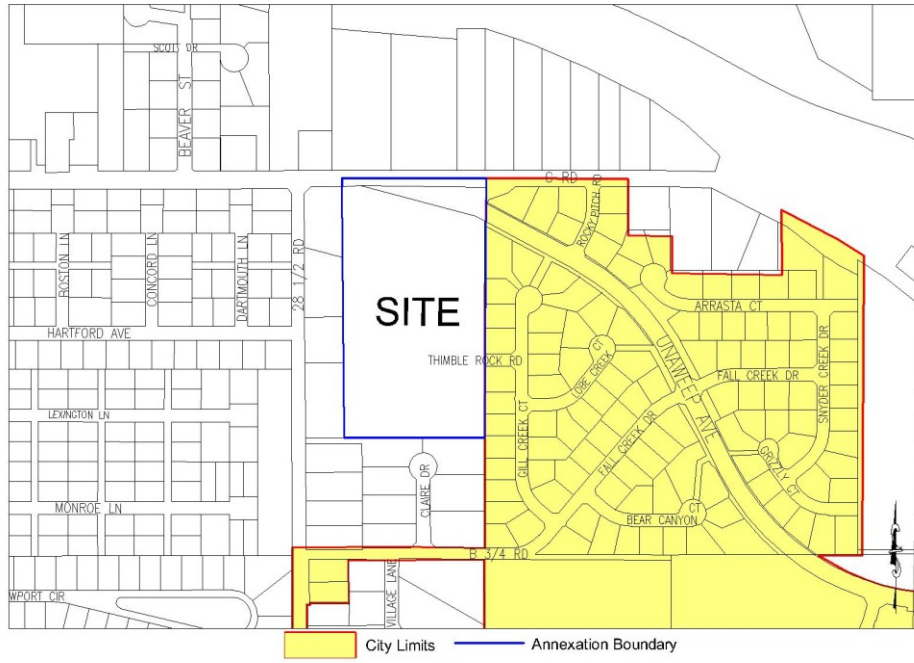 SCOTT DR
BEAVER ST
C RD
ROCKY PITCH RD
BOSTON LN
CONCORD LN
DARTMOUTH LN
28 1/2 RD
SITE
ARRASTA CT
HARTFORD AVE
THIMBLE ROCK RD
LOBE CREEK CT
UNAWEEP AVE
FALL CREEK DR
SNYDER CREEK DR
LEXINGTON LN
GILL CREEK CT
FALL CREEK DR
GRIZZLY CT
CLAIRE DR
MONROE LN
BEAR CANYON CT
B 3/4 RD
WPORT CIR
VILLAGE LANE
City Limits
Annexation Boundary